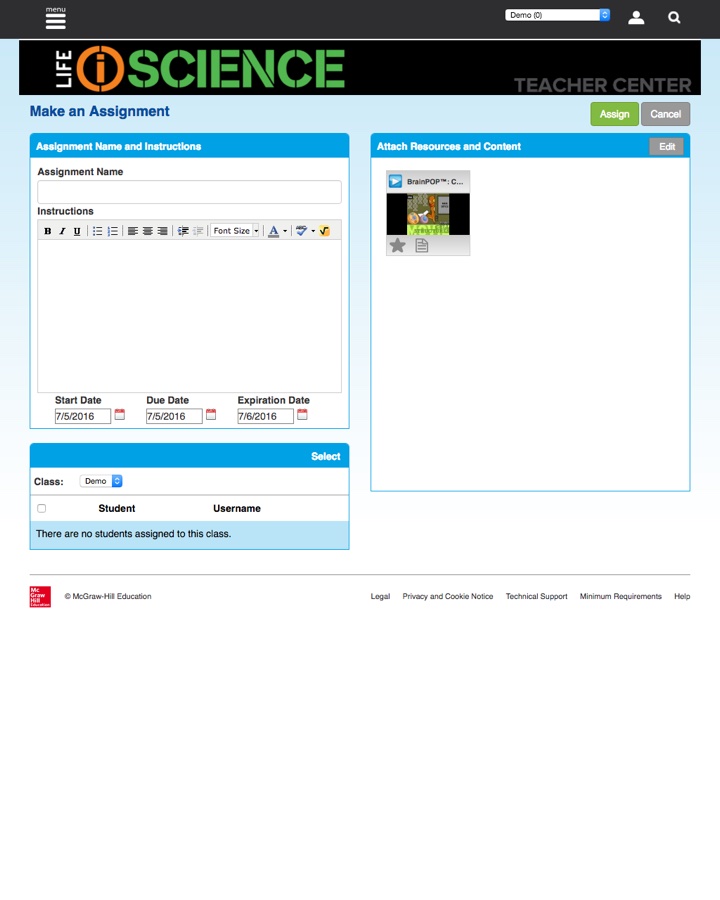 menu
Demo (0)
LIFE iSCIENCE
TEACHER CENTER
Make an Assignment
Assign
Cancel
Assignment Name and Instructions
Assignment Name
Instructions
B I U
Font Size
A
Start Date
Due Date
Expiration Date
7/5/2016
7/5/2016
7/6/2016
Select
Class:
Demo
Student
Username
There are no students assigned to this class.
Attach Resources and Content
Edit
BrainPOP™: C...
Mc
Graw
Hill
Education
© McGraw-Hill Education
Legal
Privacy and Cookie Notice
Technical Support
Minimum Requirements
Help